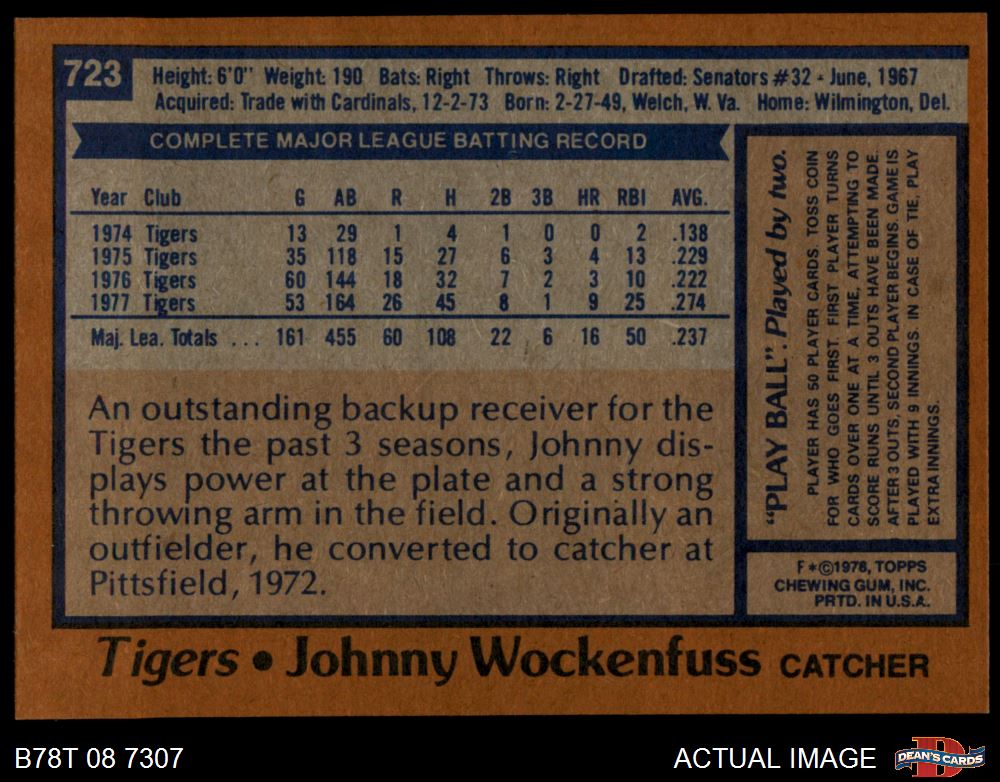 723
Height: 6'0" Weight: 190 Bats: Right Throws: Right Drafted: Senators #32 - June, 1967
Acquired: Trade with Cardinals, 12-2-73 Born: 2-27-49, Welch, W. Va. Home: Wilmington, Del.
COMPLETE MAJOR LEAGUE BATTING RECORD
Year Club G AB R H 2B 3B HR RBI AVG.
1974 Tigers 13 29 1 4 1 0 0 2 .138
1975 Tigers 35 118 15 27 6 3 4 13 .229
1976 Tigers 60 144 18 32 7 2 3 10 .222
1977 Tigers 53 164 26 45 8 1 9 25 .274
Maj. Lea. Totals ... 161 455 60 108 22 6 16 50 .237
An outstanding backup receiver for the
Tigers the past 3 seasons, Johnny dis-
plays power at the plate and a strong
throwing arm in the field. Originally an
outfielder, he converted to catcher at
Pittsfield, 1972.
"PLAY BALL". Played by two.
PLAYER HAS 50 PLAYER CARDS. TOSS COIN
FOR WHO GOES FIRST. FIRST PLAYER TURNS
CARDS OVER ONE AT A TIME, ATTEMPTING TO
SCORE RUNS UNTIL 3 OUTS HAVE BEEN MADE.
AFTER 3 OUTS, SECOND PLAYER BEGINS. GAME IS
PLAYED WITH 9 INNINGS. IN CASE OF TIE, PLAY
EXTRA INNINGS.
F*©1978, TOPPS
CHEWING GUM, INC.
PRTD. IN U.S.A.
Tigers • Johnny Wockenfuss CATCHER
B78T 08 7307
ACTUAL IMAGE
D
DEAN'S CARDS